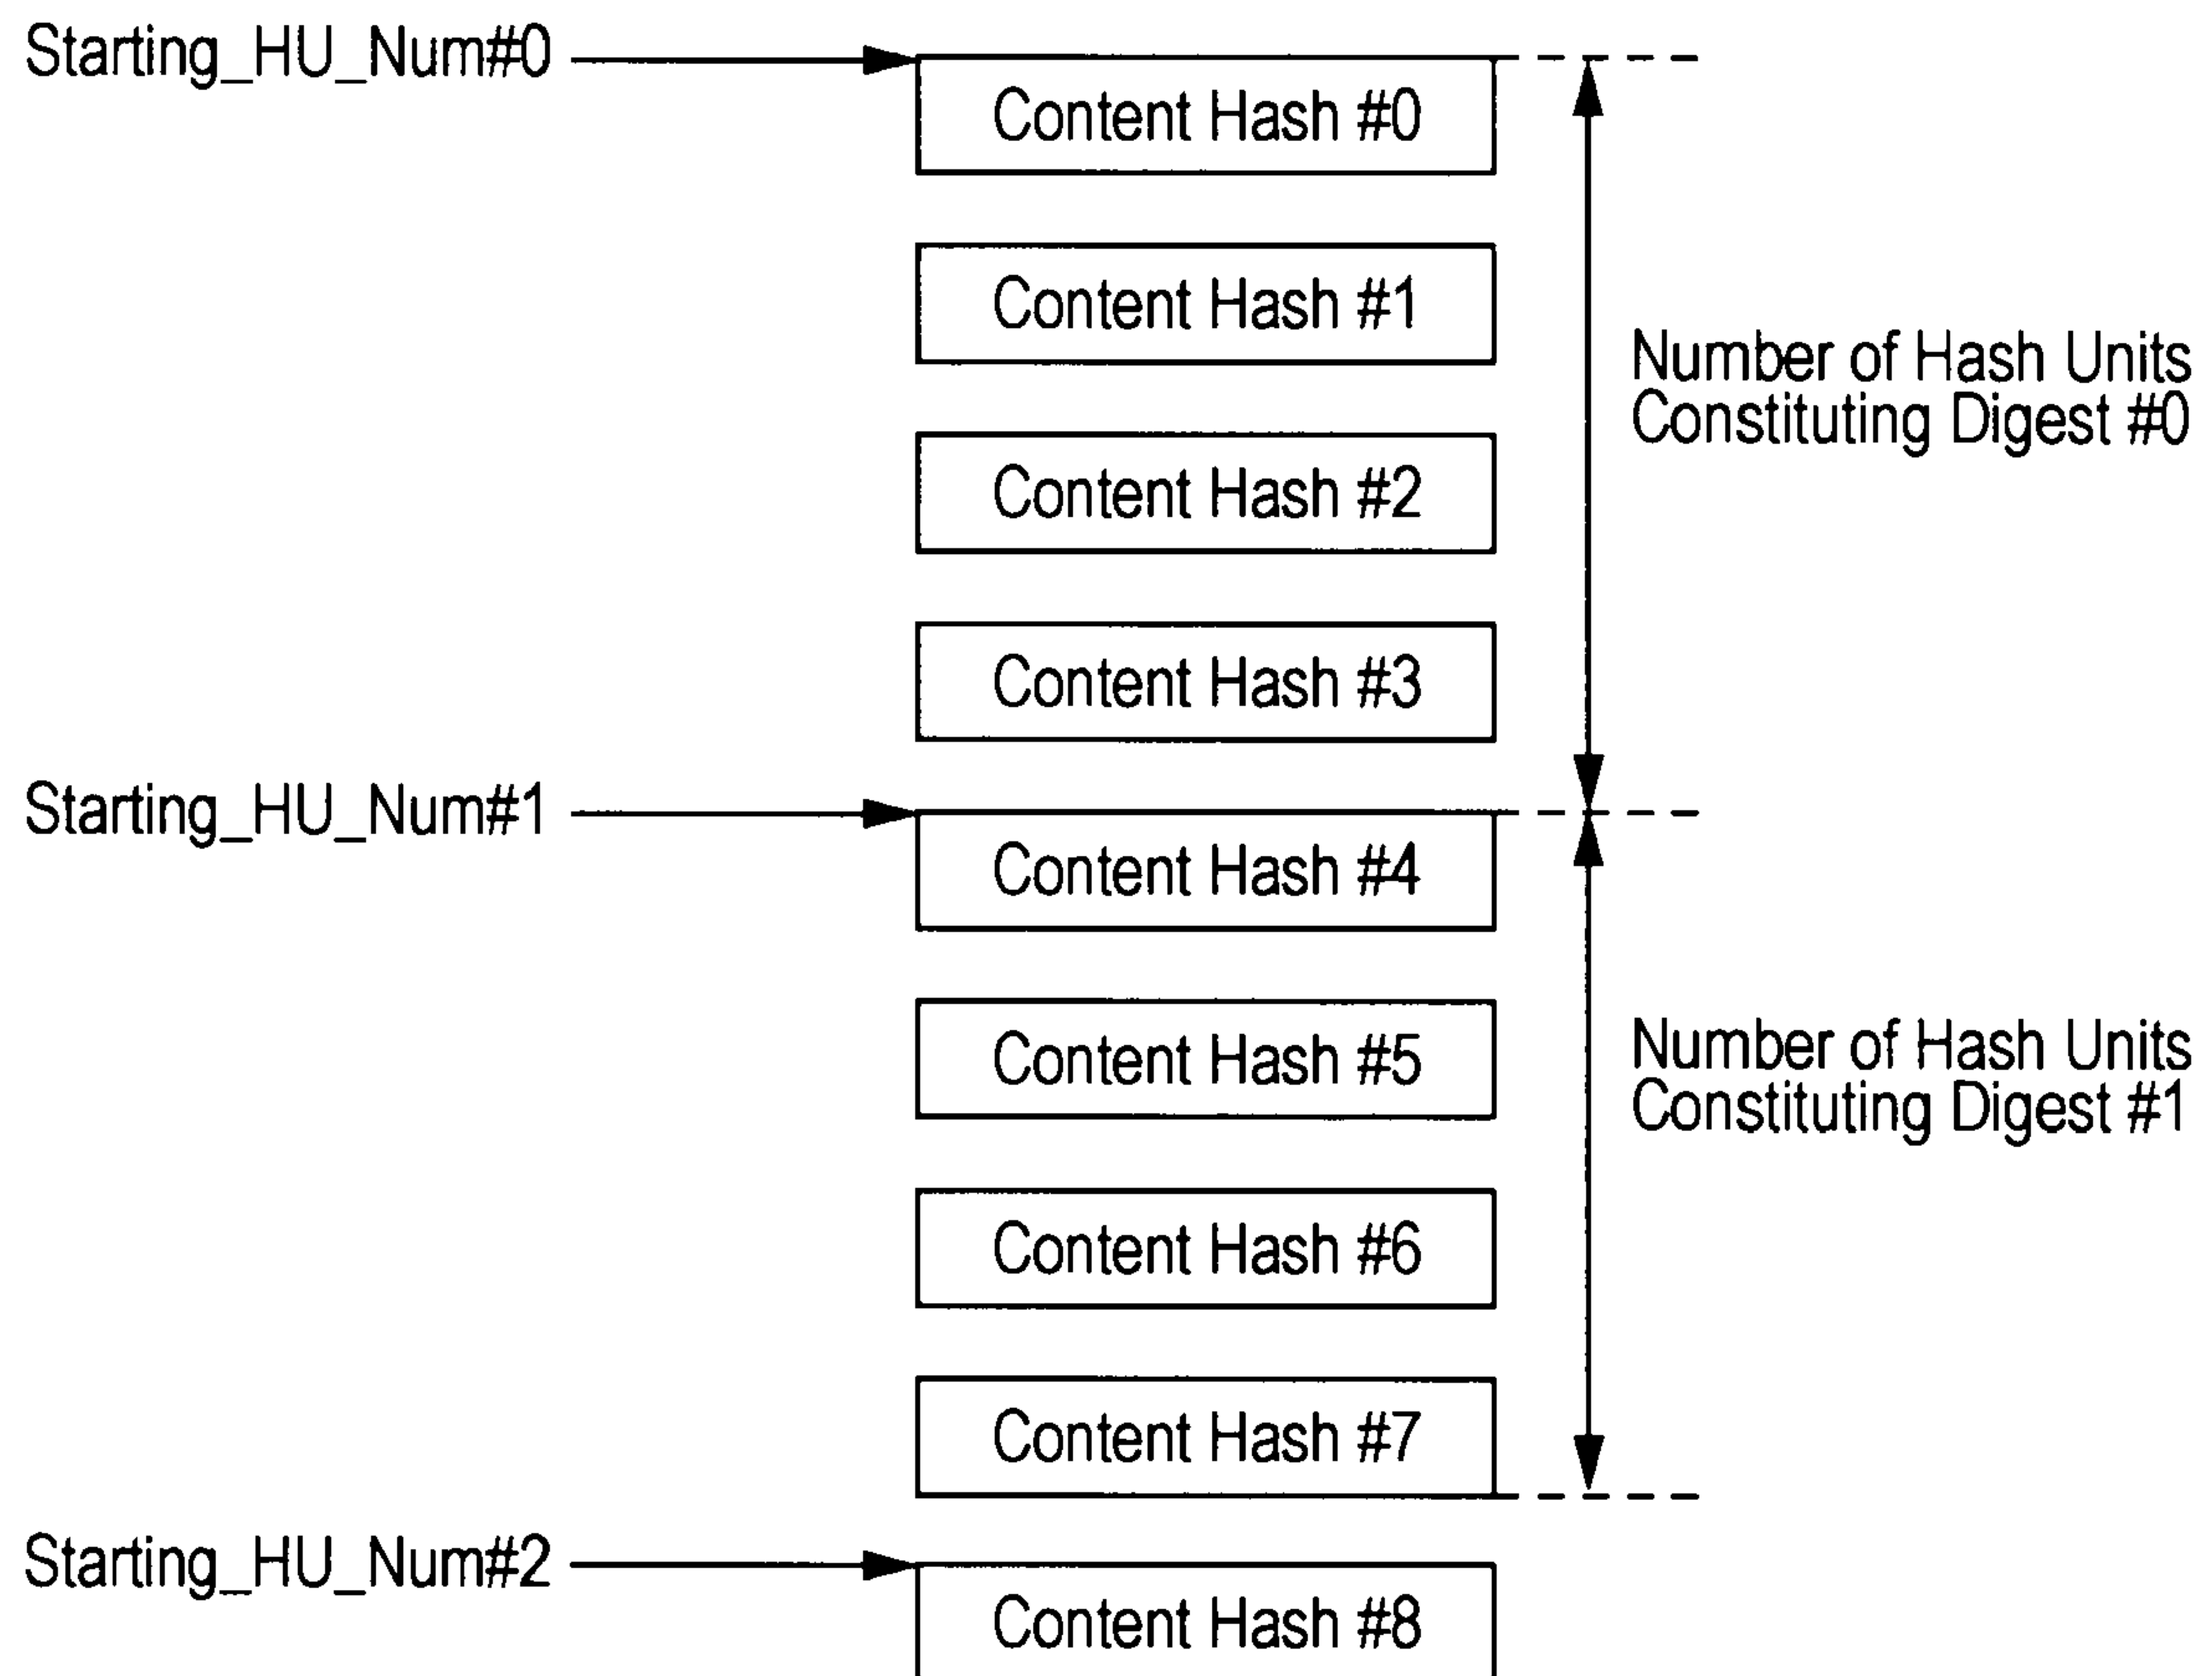 Starting_HU_Num#0
Content Hash #0
Content Hash #1
Number of Hash Units
Constituting Digest #0
Content Hash #2
Content Hash #3
Starting_HU_Num#1
Content Hash #4
Content Hash #5
Number of Hash Units
Constituting Digest #1
Content Hash #6
Content Hash #7
Starting_HU_Num#2
Content Hash #8